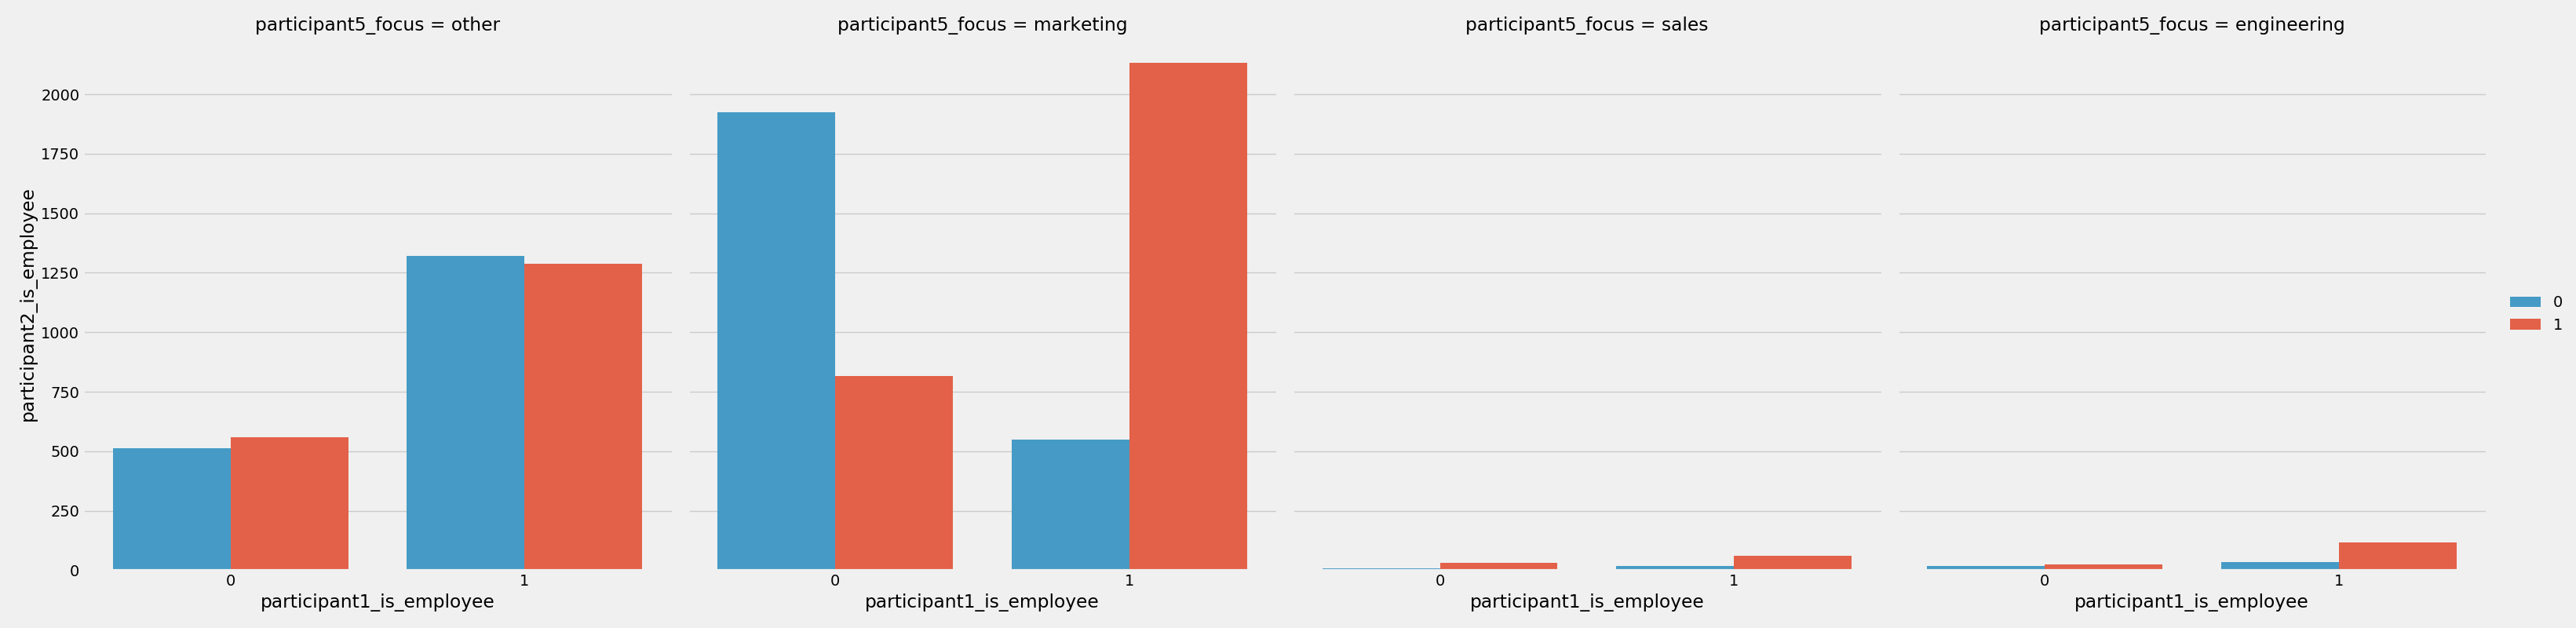 participant5_focus = other
participant5_focus = marketing
participant5_focus = sales
participant5_focus = engineering
participant2_is_employee
2000
1750
1500
1250
1000
750
500
250
0
0 1
0 1
0 1
0 1
participant1_is_employee
participant1_is_employee
participant1_is_employee
participant1_is_employee
0
1